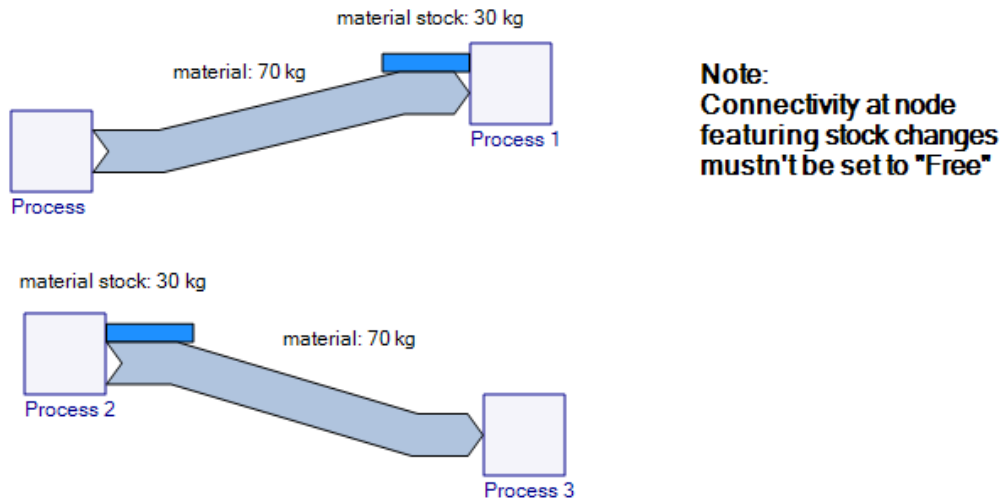 material stock: 30 kg
material: 70 kg
Process 1
Process
Note:
Connectivity at node
featuring stock changes
mustn't be set to "Free"
material stock: 30 kg
material: 70 kg
Process 2
Process 3